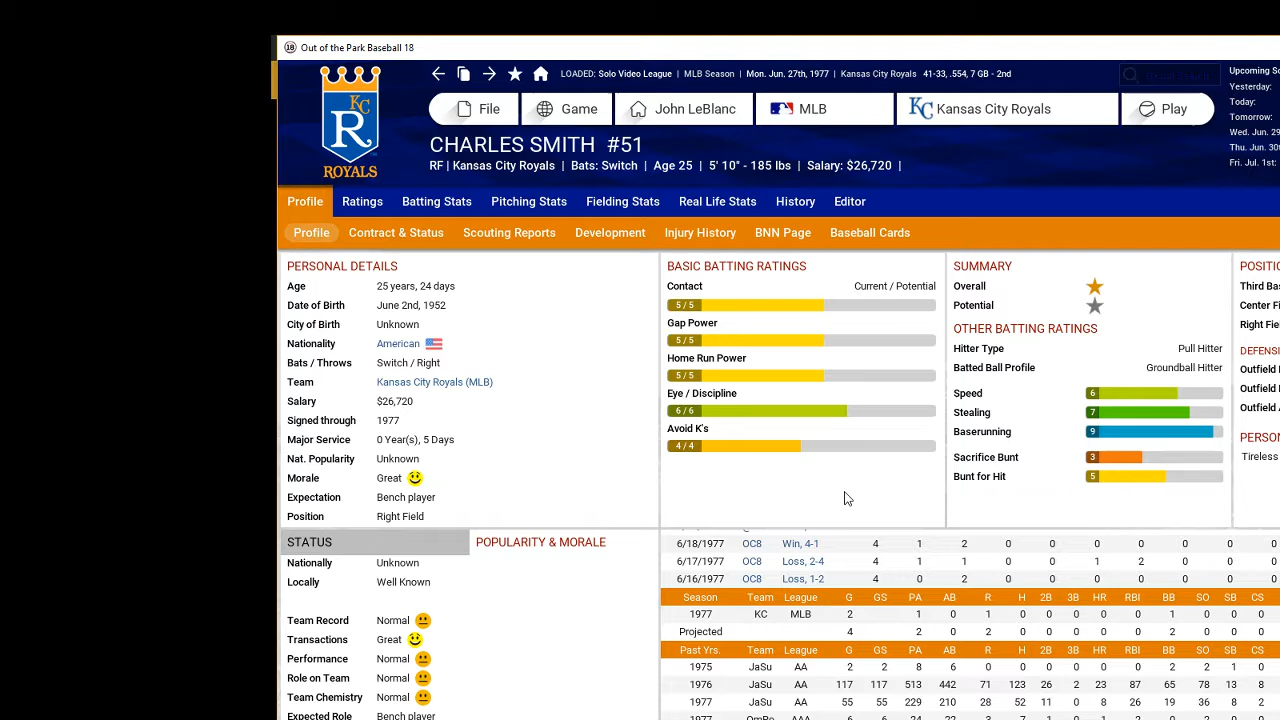 18 Out of the Park Baseball 18
LOADED: Solo Video League | MLB Season | Mon. Jun. 27th, 1977 | Kansas City Royals 41-33, .554, 7 GB - 2nd
Upcoming Sc
Yesterday:
Today:
Tomorrow:
Wed. Jun. 29
Thu. Jun. 30t
Fri. Jul. 1st:
KC
R
ROYALS
File Game John LeBlanc MLB KC Kansas City Royals Play
CHARLES SMITH #51
RF | Kansas City Royals | Bats: Switch | Age 25 | 5' 10" - 185 lbs | Salary: $26,720 |
Profile Ratings Batting Stats Pitching Stats Fielding Stats Real Life Stats History Editor
Profile Contract & Status Scouting Reports Development Injury History BNN Page Baseball Cards
PERSONAL DETAILS
Age 25 years, 24 days
Date of Birth June 2nd, 1952
City of Birth Unknown
Nationality American
Bats / Throws Switch / Right
Team Kansas City Royals (MLB)
Salary $26,720
Signed through 1977
Major Service 0 Year(s), 5 Days
Nat. Popularity Unknown
Morale Great
Expectation Bench player
Position Right Field
BASIC BATTING RATINGS
Contact Current / Potential
5 / 5
Gap Power
5 / 5
Home Run Power
5 / 5
Eye / Discipline
6 / 6
Avoid K's
4 / 4
SUMMARY
Overall
Potential
OTHER BATTING RATINGS
Hitter Type Pull Hitter
Batted Ball Profile Groundball Hitter
Speed 6
Stealing 7
Baserunning 9
Sacrifice Bunt 3
Bunt for Hit 5
POSITIO
Third Ba
Center Fi
Right Fiel
DEFENSI
Outfield
Outfield
Outfield
PERSON
Tireless
STATUS
Nationally Unknown
Locally Well Known
POPULARITY & MORALE
Team Record Normal
Transactions Great
Performance Normal
Role on Team Normal
Team Chemistry Normal
Expected Role Bench player
6/18/1977 OC8 Win, 4-1 4 1 2 0 0 0 0 0 0 0 0 0
6/17/1977 OC8 Loss, 2-4 4 1 1 0 0 0 1 2 0 0 0 0
6/16/1977 OC8 Loss, 1-2 4 0 2 0 0 0 0 0 0 0 0 0
Season Team League G GS PA AB R H 2B 3B HR RBI BB SO SB CS
1977 KC MLB 2 1 0 1 0 0 0 0 0 1 0 0 0
Projected 4 2 0 2 0 0 0 0 0 2 0 0 0
Past Yrs. Team League G GS PA AB R H 2B 3B HR RBI BB SO SB CS
1975 JaSu AA 2 2 8 6 0 0 0 0 0 0 2 2 1 0
1976 JaSu AA 117 117 513 442 71 123 26 2 23 87 65 78 13 8
1977 JaSu AA 55 55 229 210 28 52 11 0 8 26 19 36 8 2